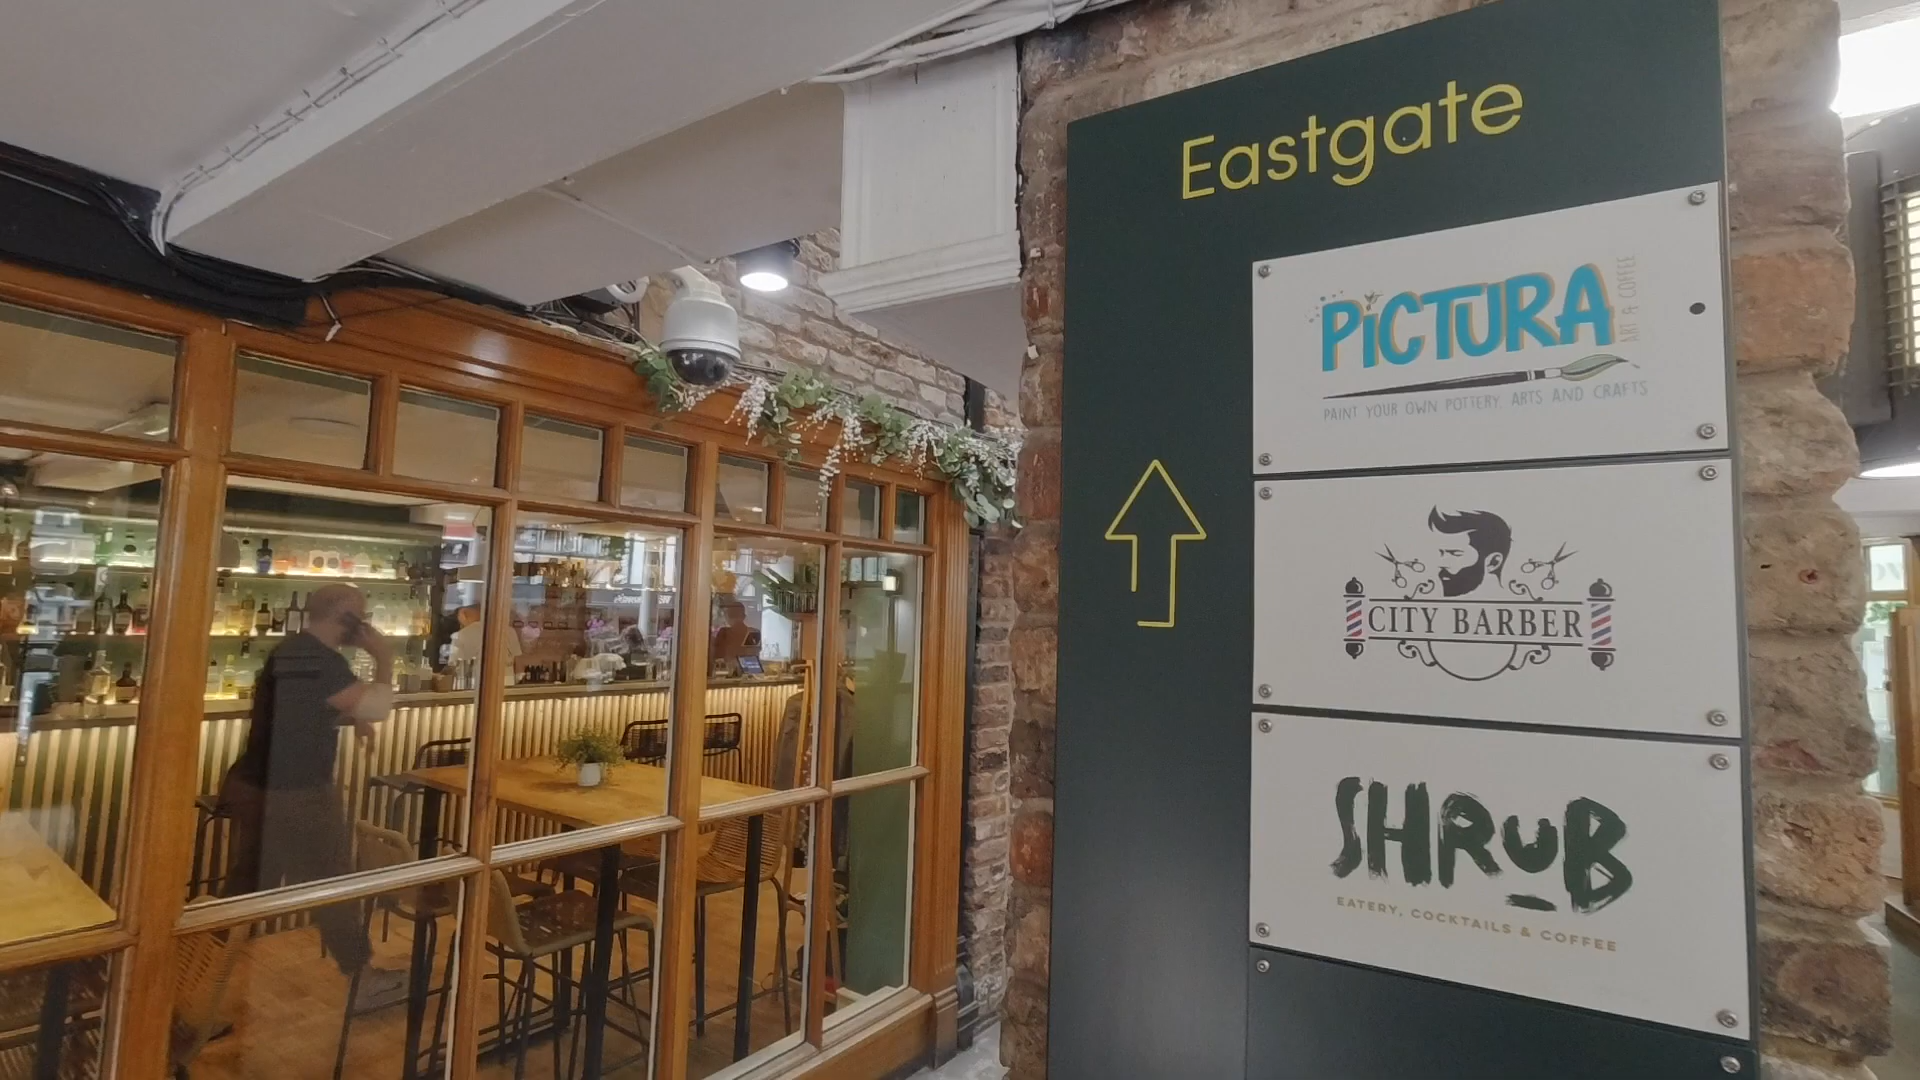 Eastgate
PiCTURA
ART & COFFEE
PAINT YOUR OWN POTTERY, ARTS AND CRAFTS
CITY BARBER
SHRUB
EATERY, COCKTAILS & COFFEE